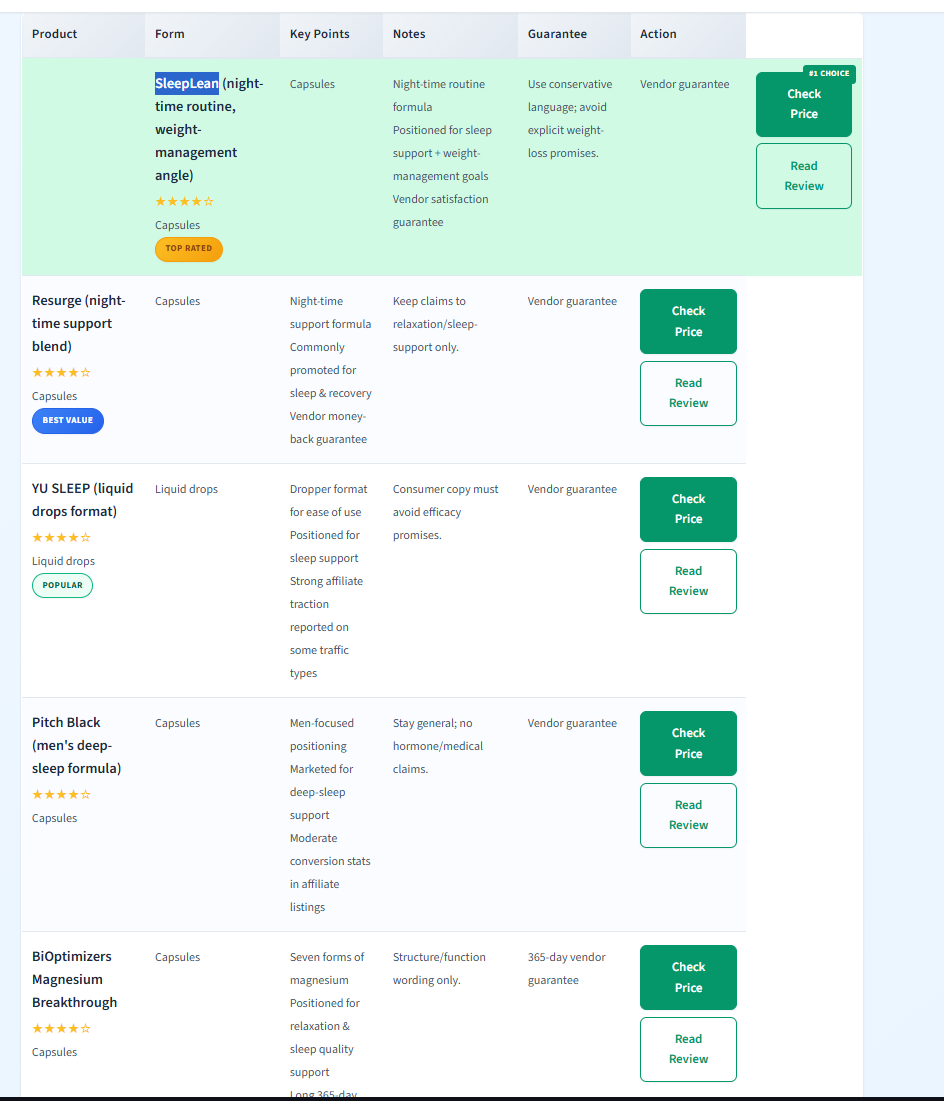 Product
Form
Key Points
Notes
Guarantee
Action
SleepLean (night-
time routine,
weight-
management
angle)
★★★★☆
Capsules
TOP RATED
Capsules
Night-time routine
formula
Positioned for sleep
support + weight-
management goals
Vendor satisfaction
guarantee
Use conservative
language; avoid
explicit weight-
loss promises.
Vendor guarantee
#1 CHOICE
Check
Price
Read
Review
Resurge (night-
time support
blend)
★★★★☆
Capsules
BEST VALUE
Capsules
Night-time
support formula
Commonly
promoted for
sleep & recovery
Vendor money-
back guarantee
Keep claims to
relaxation/sleep-
support only.
Vendor guarantee
Check
Price
Read
Review
YU SLEEP (liquid
drops format)
★★★★☆
Liquid drops
POPULAR
Liquid drops
Dropper format
for ease of use
Positioned for
sleep support
Strong affiliate
traction
reported on
some traffic
types
Consumer copy must
avoid efficacy
promises.
Vendor guarantee
Check
Price
Read
Review
Pitch Black
(men's deep-
sleep formula)
★★★★☆
Capsules
Capsules
Men-focused
positioning
Marketed for
deep-sleep
support
Moderate
conversion stats
in affiliate
listings
Stay general; no
hormone/medical
claims.
Vendor guarantee
Check
Price
Read
Review
BiOptimizers
Magnesium
Breakthrough
★★★★☆
Capsules
Capsules
Seven forms of
magnesium
Positioned for
relaxation &
sleep quality
support
Long 365-day
Structure/function
wording only.
365-day vendor
guarantee
Check
Price
Read
Review